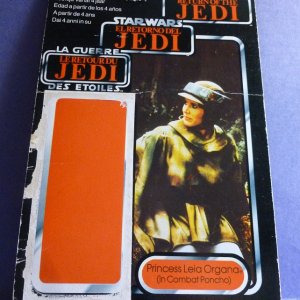 Edad a partir de los 4 años
A partir de 4 ans
Dai 4 anni in su
RETURN OF THE
JEDI
STAR WARS
EL RETORNO DEL
JEDI
LA GUERRE
LE RETOUR DU
JEDI
DES ETOILES
Princess Leia Organa
(in Combat Poncho)